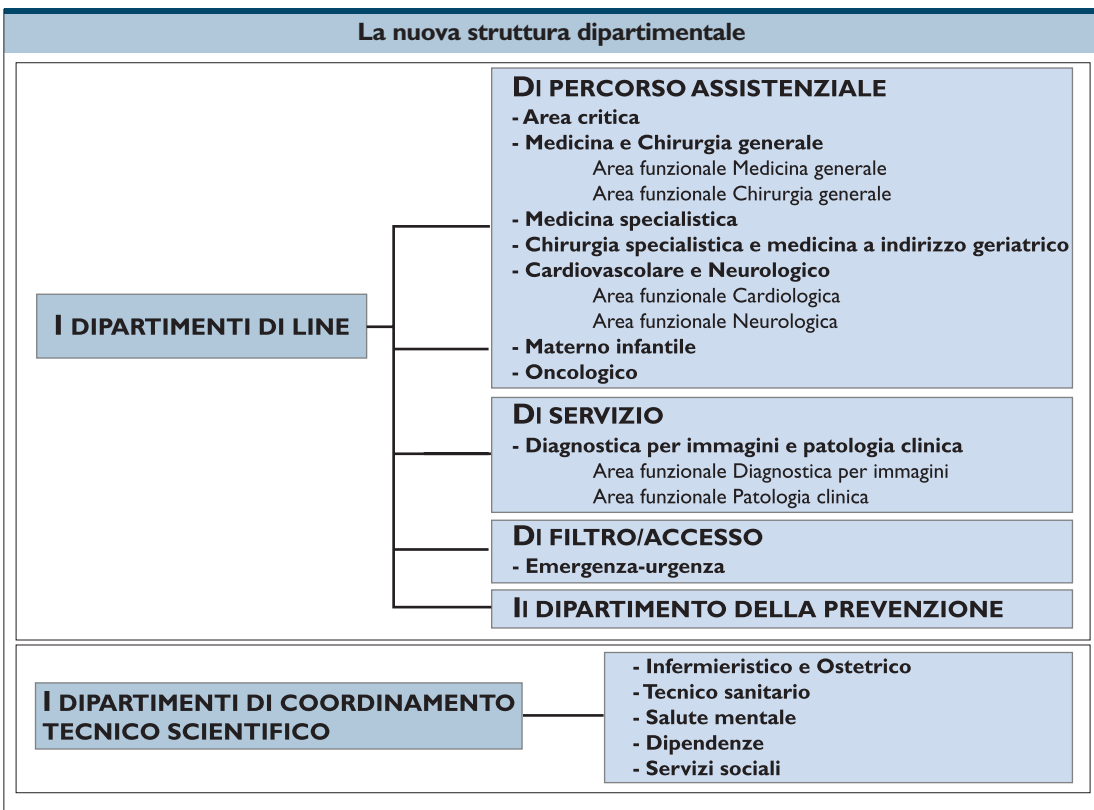 La nuova struttura dipartimentale
DI PERCORSO ASSISTENZIALE
- Area critica
- Medicina e Chirurgia generale
Area funzionale Medicina generale
Area funzionale Chirurgia generale
- Medicina specialistica
- Chirurgia specialistica e medicina a indirizzo geriatrico
- Cardiovascolare e Neurologico
Area funzionale Cardiologica
Area funzionale Neurologica
- Materno infantile
- Oncologico
I DIPARTIMENTI DI LINE
DI SERVIZIO
- Diagnostica per immagini e patologia clinica
Area funzionale Diagnostica per immagini
Area funzionale Patologia clinica
DI FILTRO/ACCESSO
- Emergenza-urgenza
Il DIPARTIMENTO DELLA PREVENZIONE
I DIPARTIMENTI DI COORDINAMENTO
TECNICO SCIENTIFICO
- Infermieristico e Ostetrico
- Tecnico sanitario
- Salute mentale
- Dipendenze
- Servizi sociali